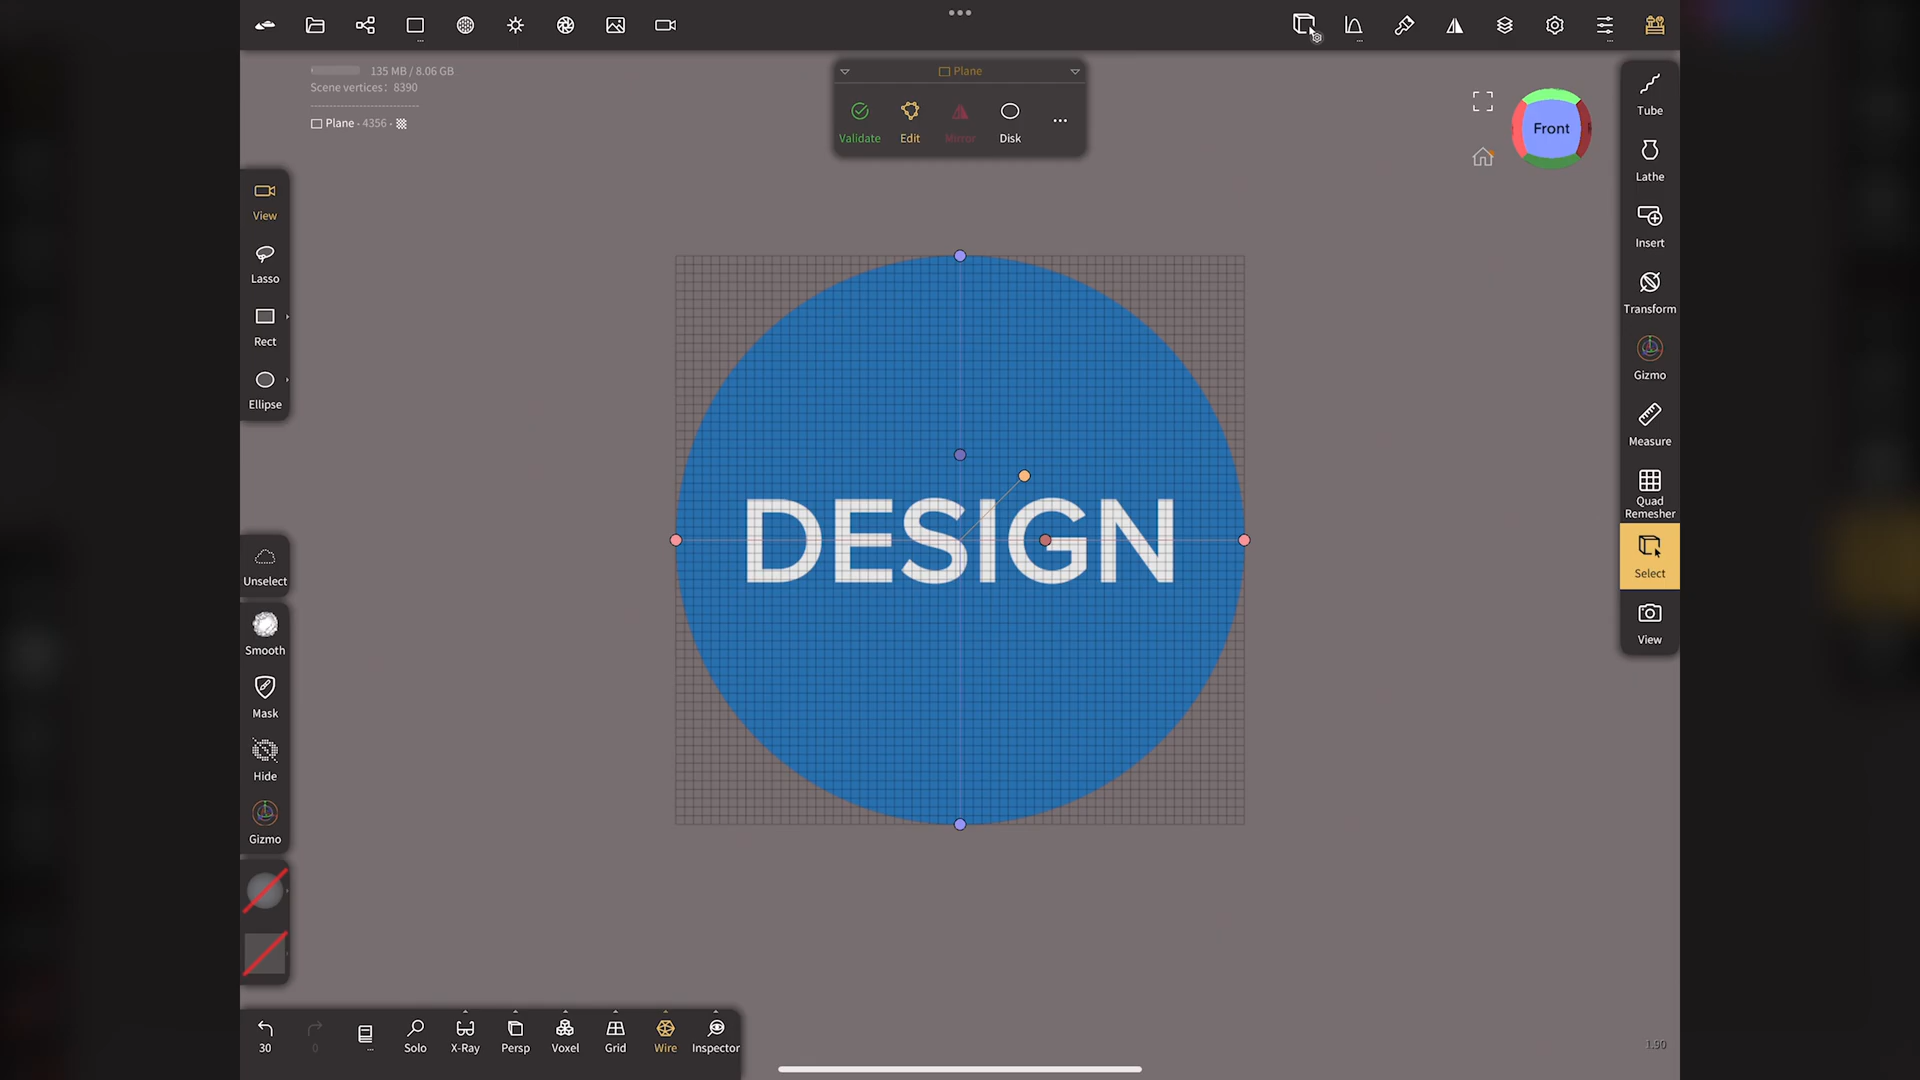 135 MB / 8.06 GB
Scene vertices: 8390
Plane · 4356 ·
Plane
Validate
Edit
Mirror
Disk
...
Front
Tube
Lathe
Insert
Transform
Gizmo
Measure
Quad
Remesher
Select
View
View
Lasso
Rect
Ellipse
Unselect
Smooth
Mask
Hide
Gizmo
DESIGN
30
0
Solo
X-Ray
Persp
Voxel
Grid
Wire
Inspector
1.90